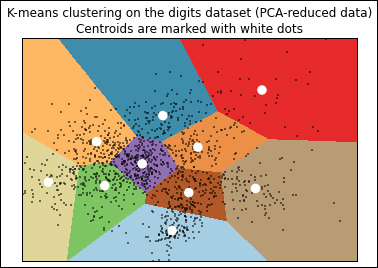 K-means clustering on the digits dataset (PCA-reduced data)
Centroids are marked with white dots